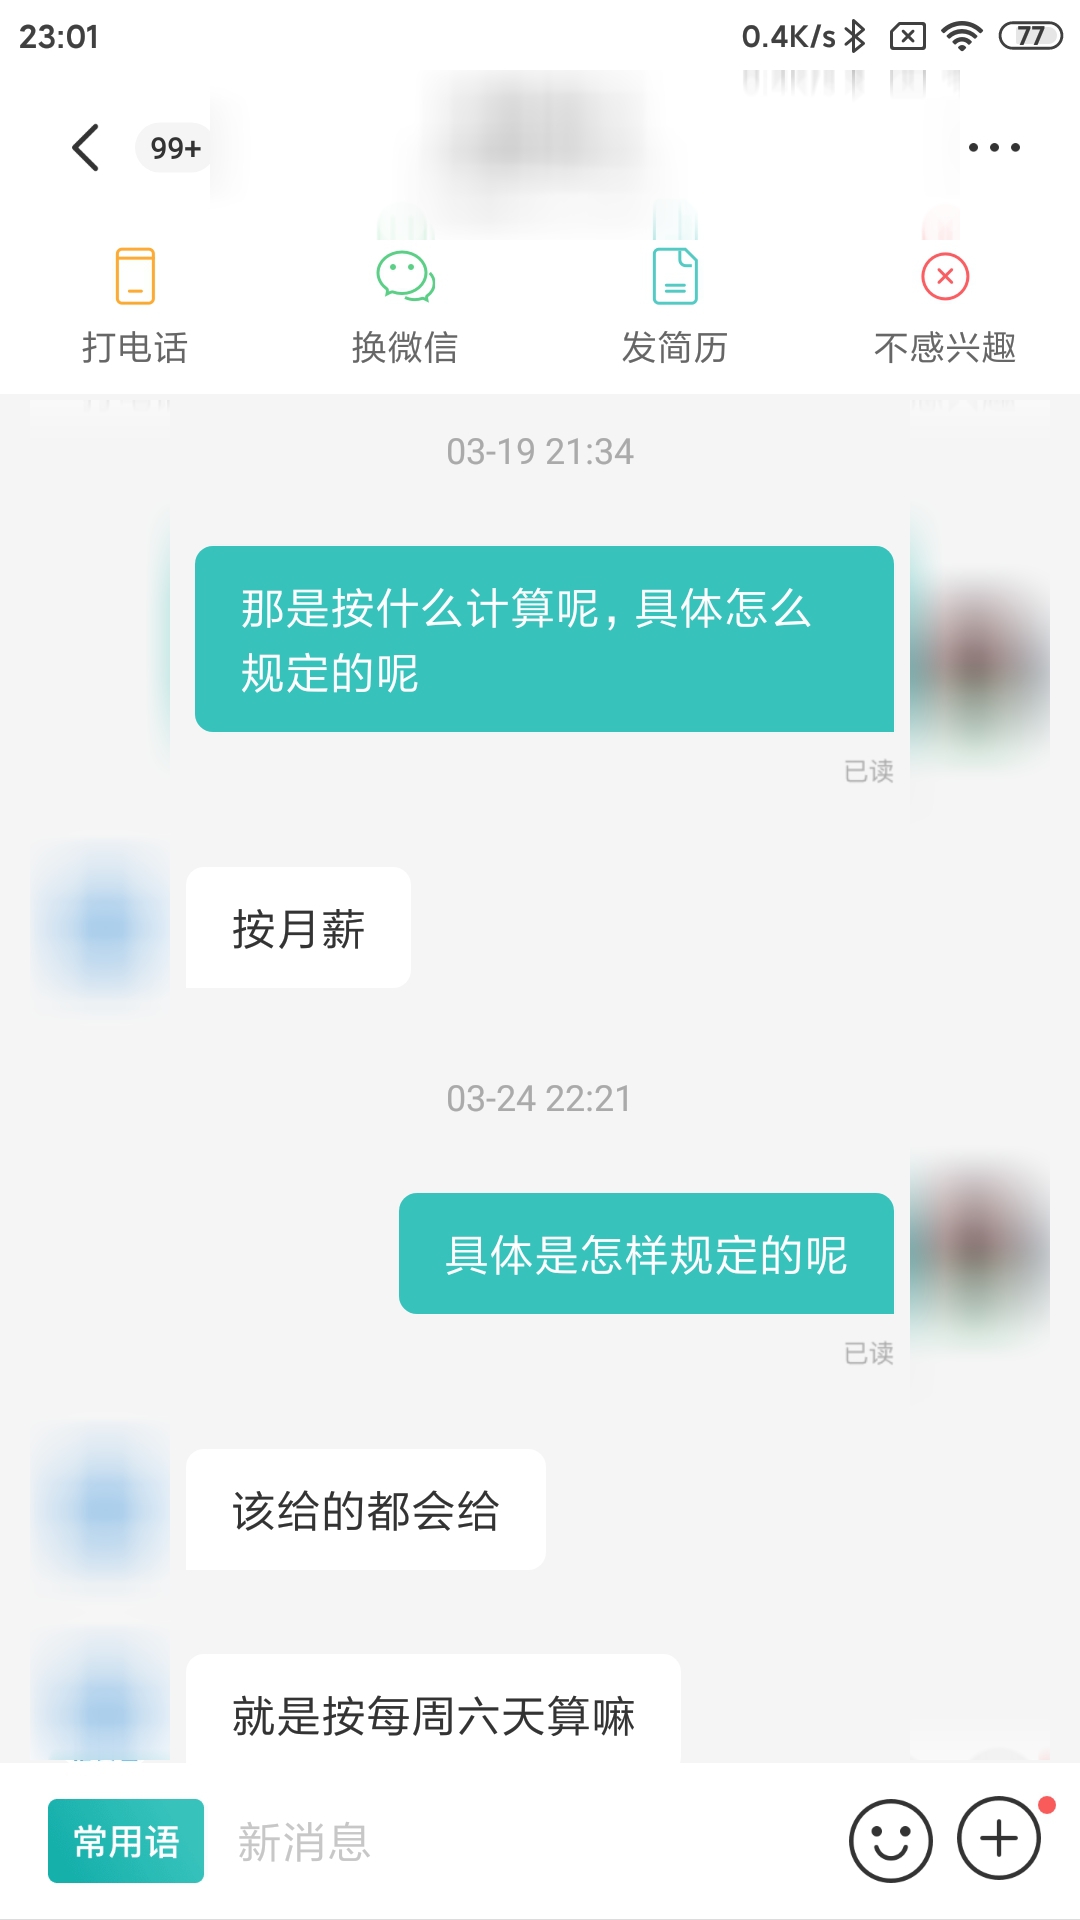 23:01
0.4K/s
77
99+
打电话
换微信
发简历
不感兴趣
03-19 21:34
那是按什么计算呢，具体怎么
规定的呢
已读
按月薪
03-24 22:21
具体是怎样规定的呢
已读
该给的都会给
就是按每周六天算嘛
常用语
新消息